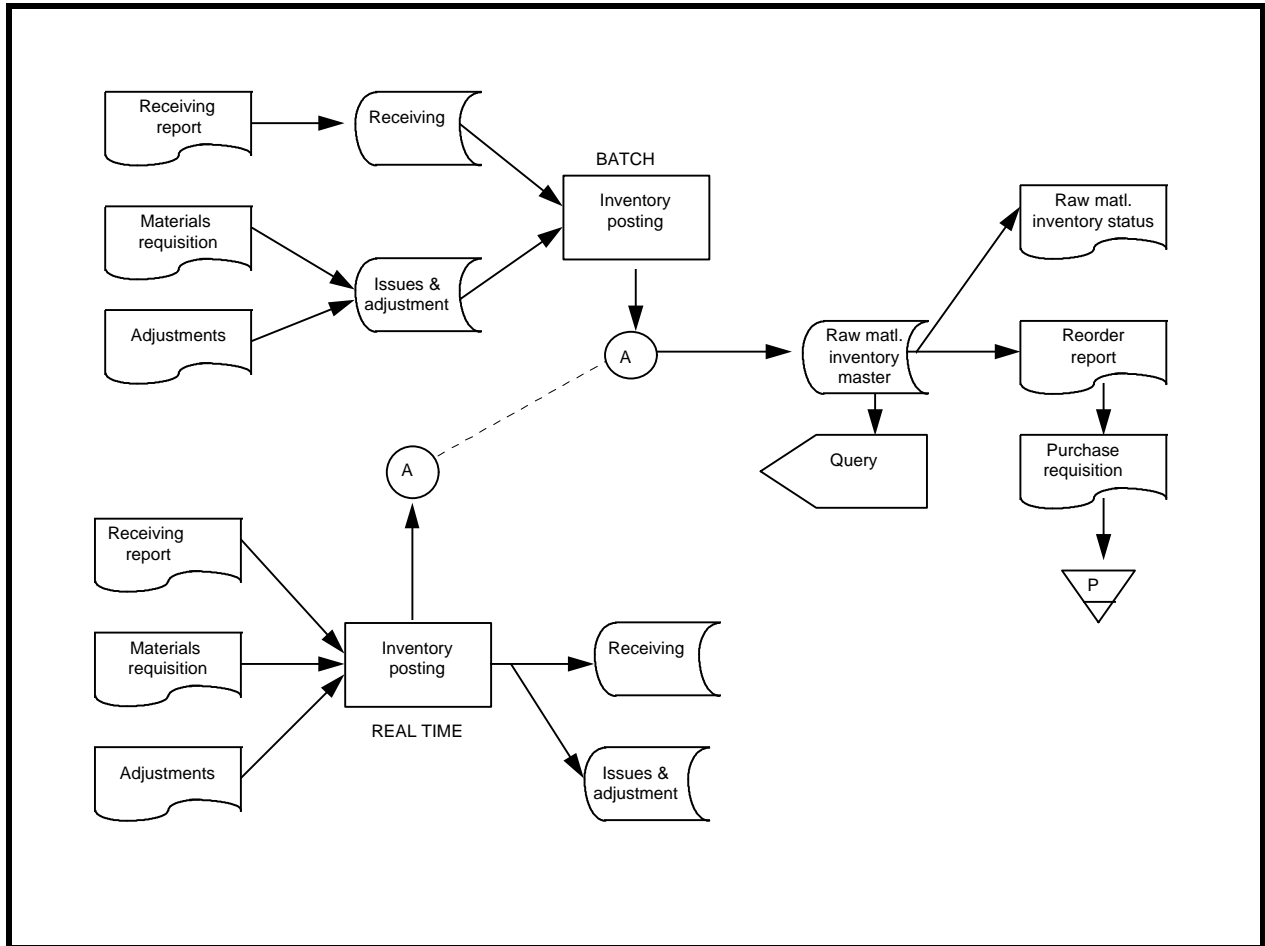 Receiving
report
Receiving
BATCH
Inventory
posting
Materials
requisition
Issues &
adjustment
Adjustments
A
Raw matl.
inventory
master
Raw matl.
inventory status
Reorder
report
Query
Purchase
requisition
P
A
Receiving
report
Materials
requisition
Adjustments
Inventory
posting
REAL TIME
Receiving
Issues &
adjustment